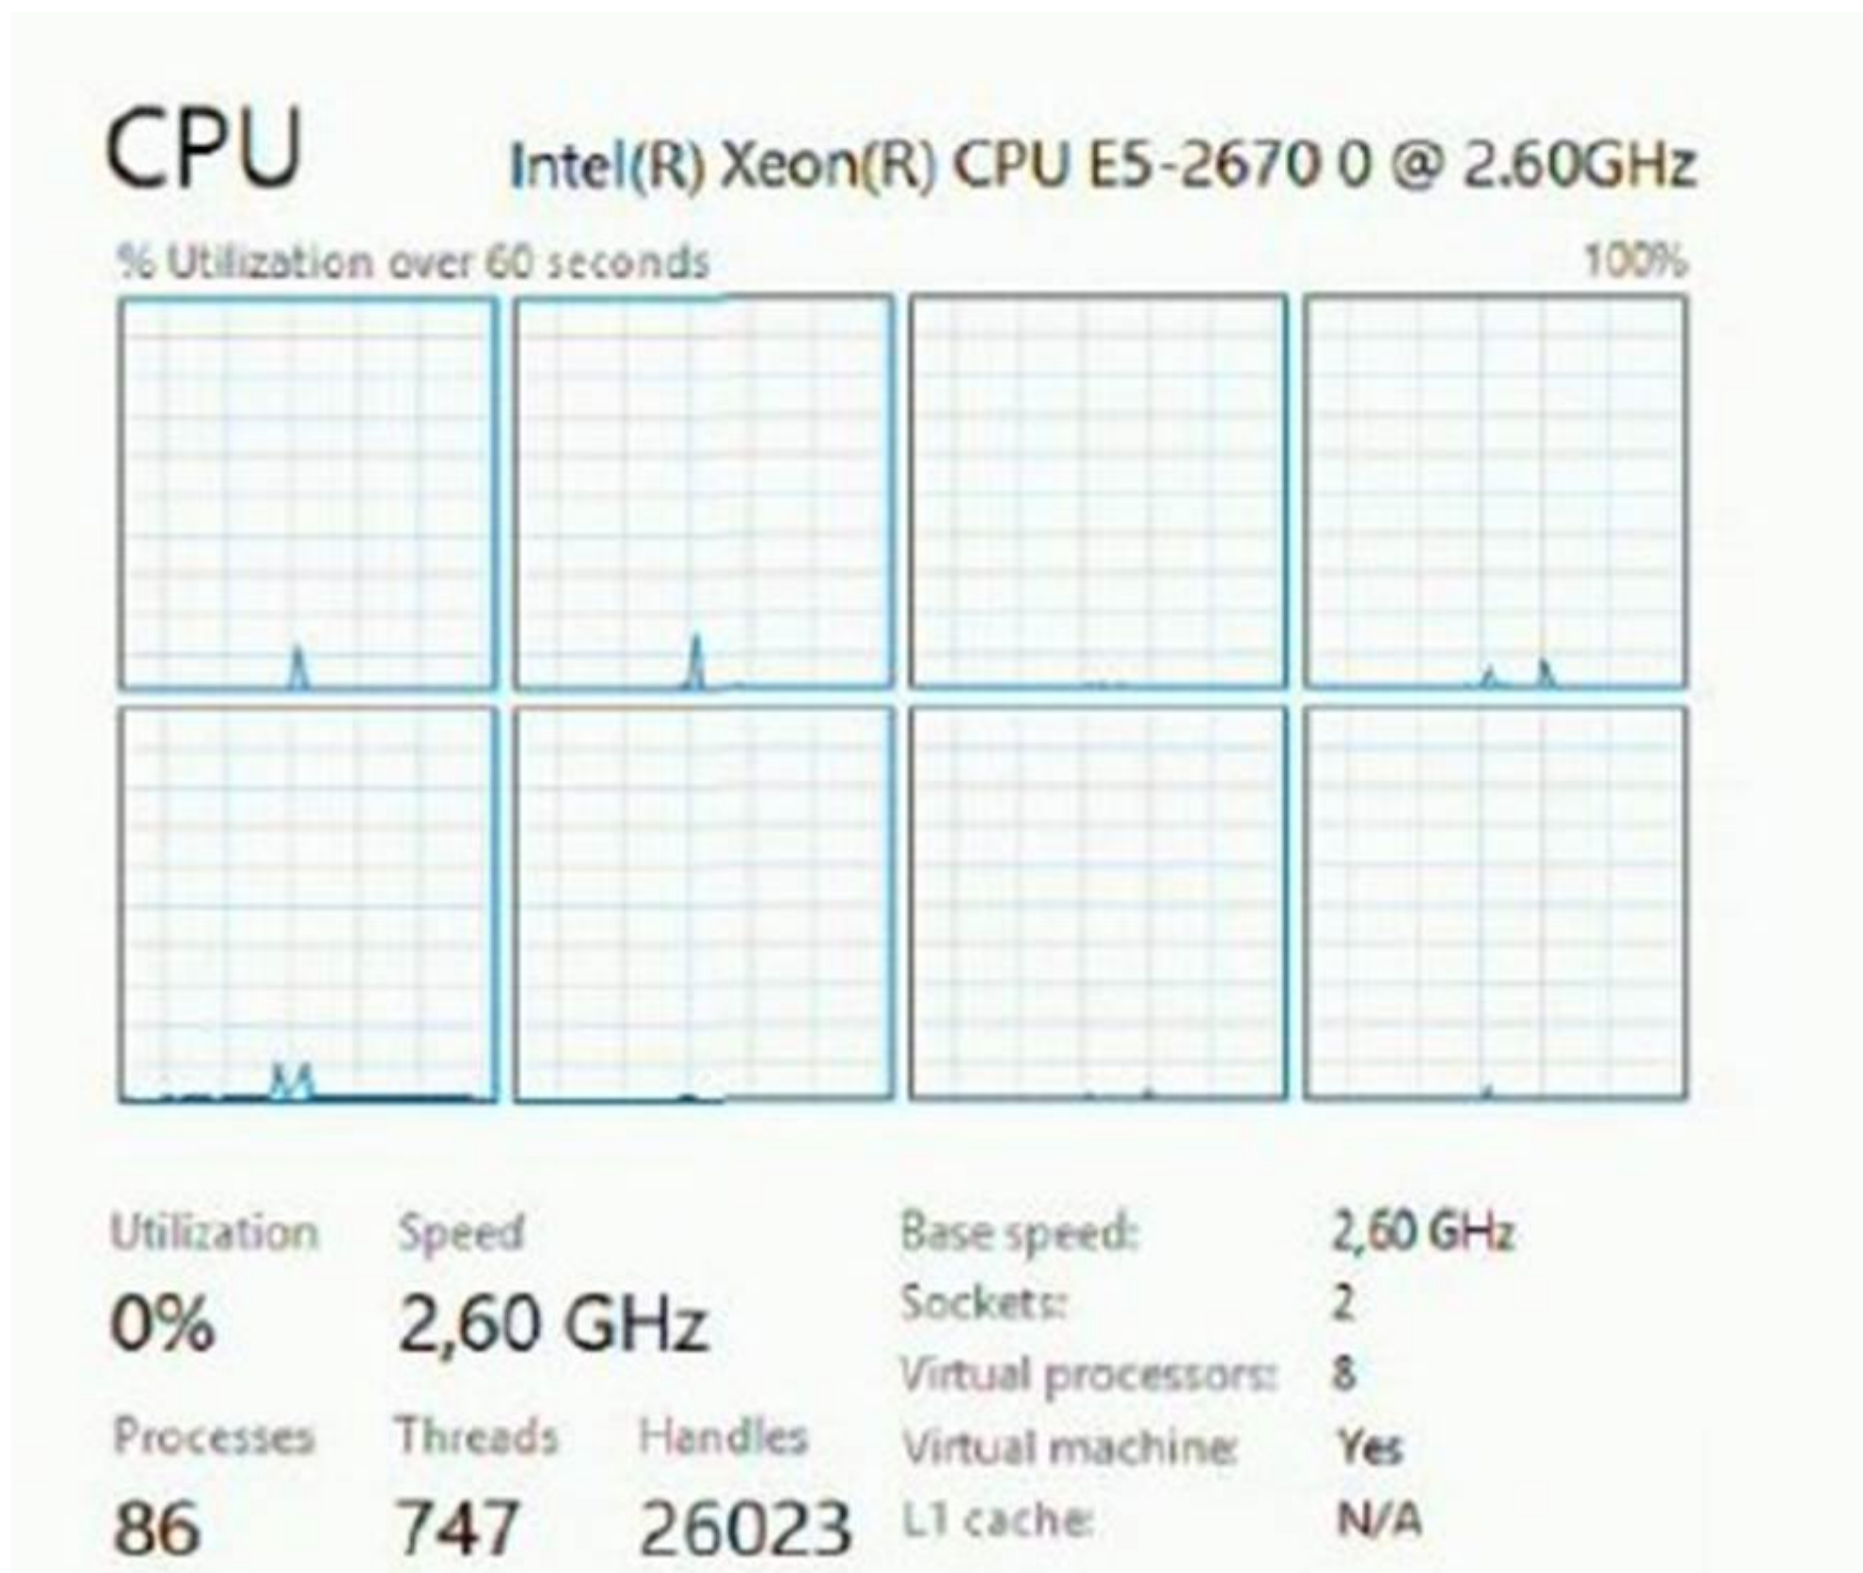 CPU
Intel(R) Xeon(R) CPU E5-2670 0 @ 2.60GHz
% Utilization over 60 seconds
100%
Utilization
Speed
0%
2,60 GHz
Processes
Threads
Handles
86
747
26023
Base speed:
2,60 GHz
Sockets:
2
Virtual processors:
8
Virtual machine:
Yes
L1 cache:
N/A